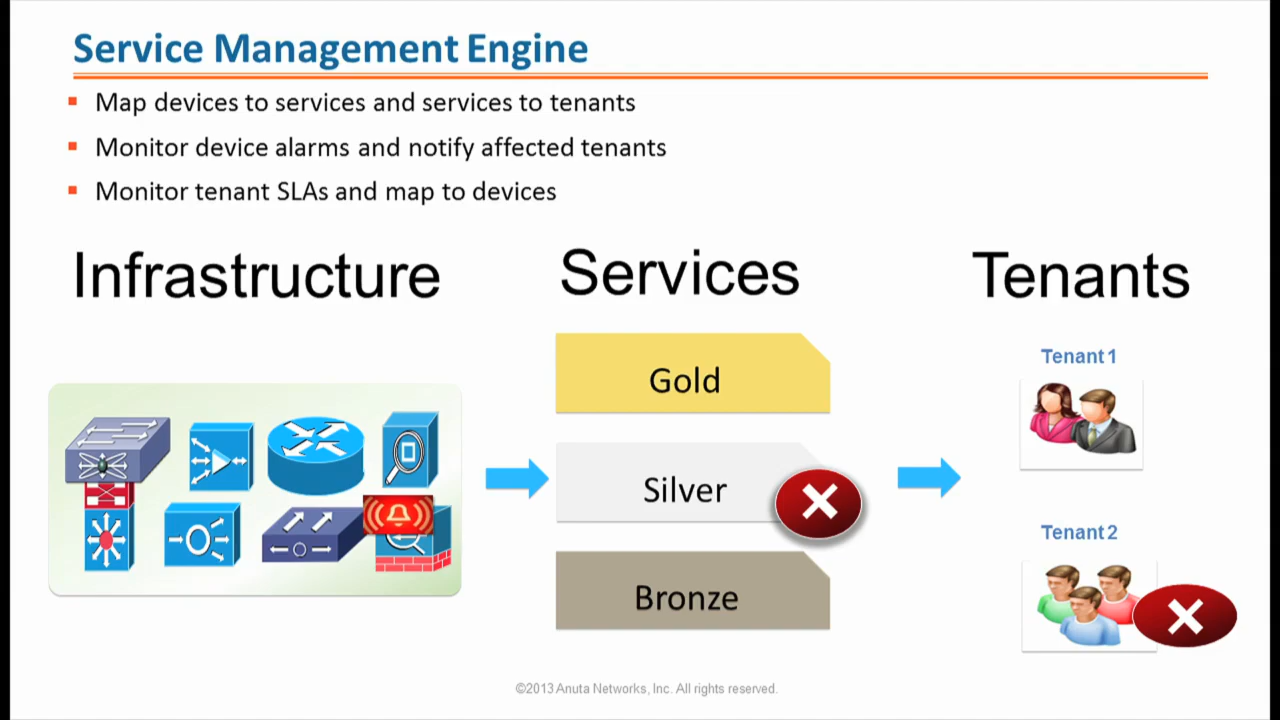 Service Management Engine
Map devices to services and services to tenants
Monitor device alarms and notify affected tenants
Monitor tenant SLAs and map to devices
Infrastructure
Services
Tenants
Gold
Silver
Bronze
Tenant 1
Tenant 2
©2013 Anuta Networks, Inc. All rights reserved.